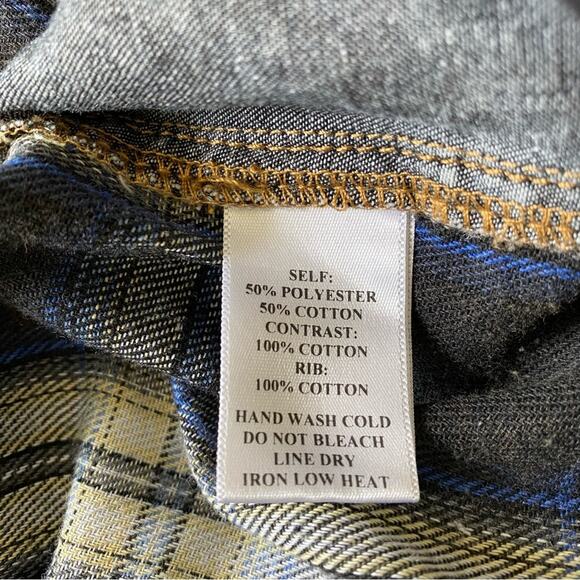 SELF:
50% POLYESTER
50% COTTON
CONTRAST:
100% COTTON
RIB:
100% COTTON
HAND WASH COLD
DO NOT BLEACH
LINE DRY
IRON LOW HEAT